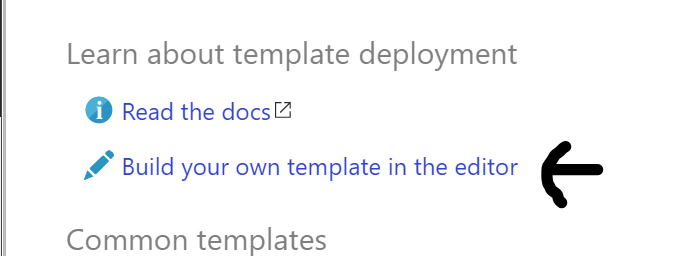 Learn about template deployment
Read the docs
Build your own template in the editor
Common templates